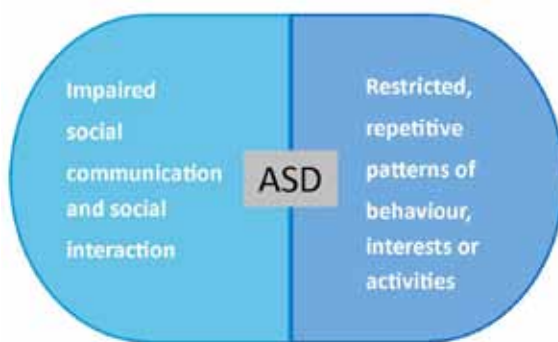 Impaired
social
communication
and social
interaction
ASD
Restricted,
repetitive
patterns of
behaviour,
interests or
activities